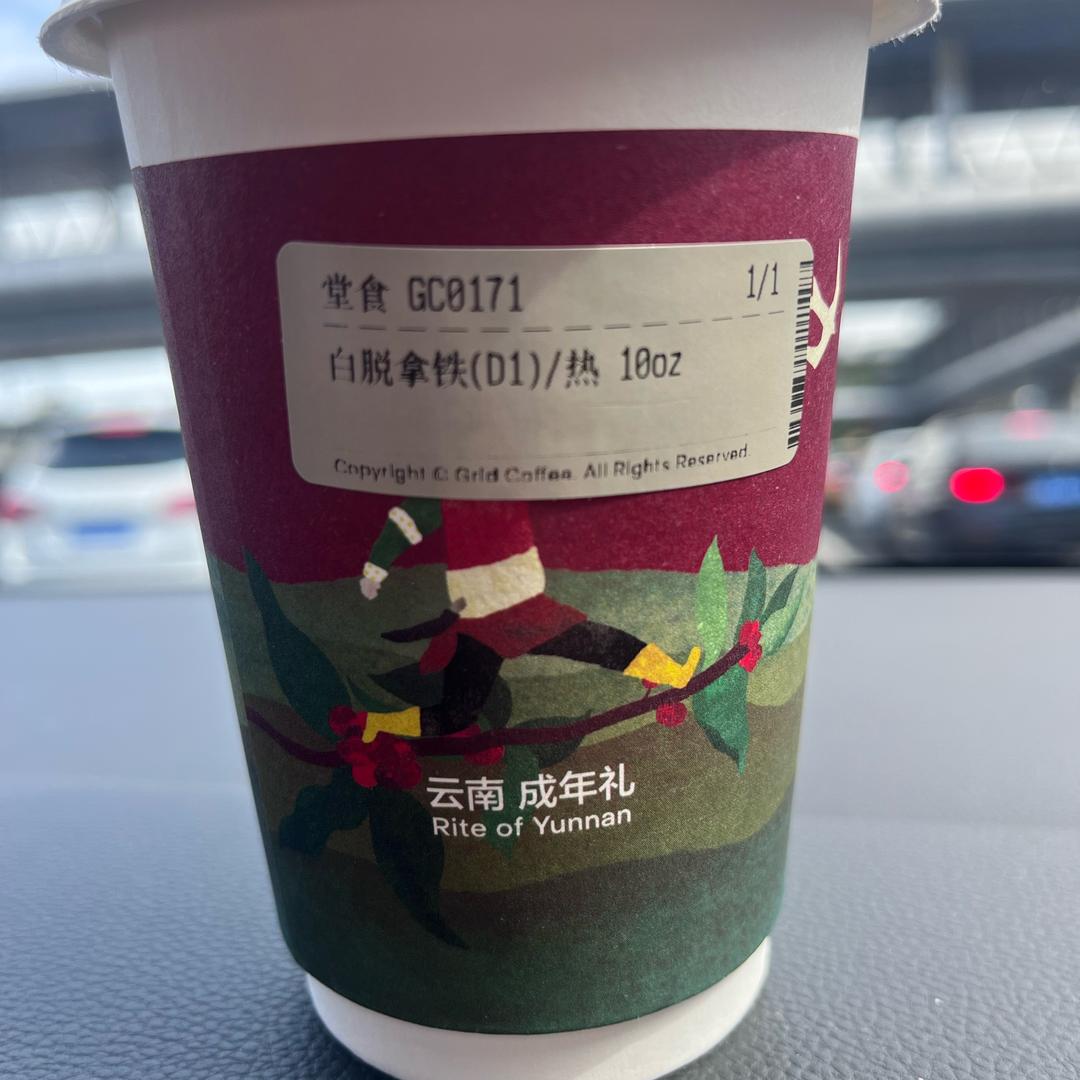 堂食 GC0171 1/1
白脱拿铁(D1)/热 10oz
Copyright © Grid Coffee. All Rights Reserved.
云南 成年礼
Rite of Yunnan